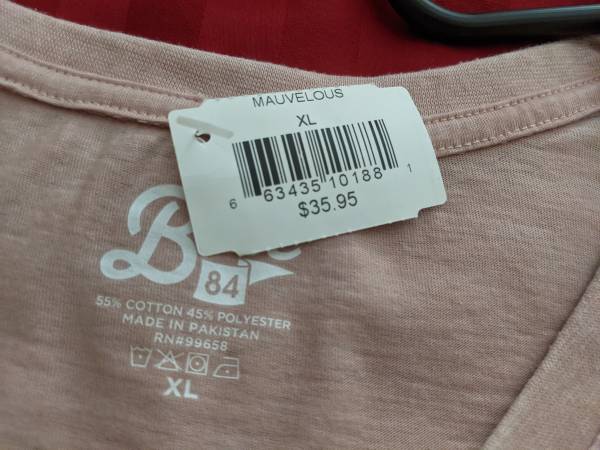 MAUVELOUS
XL
6 63435 10188 1
$35.95
84
55% COTTON 45% POLYESTER
MADE IN PAKISTAN
RN#99658
XL